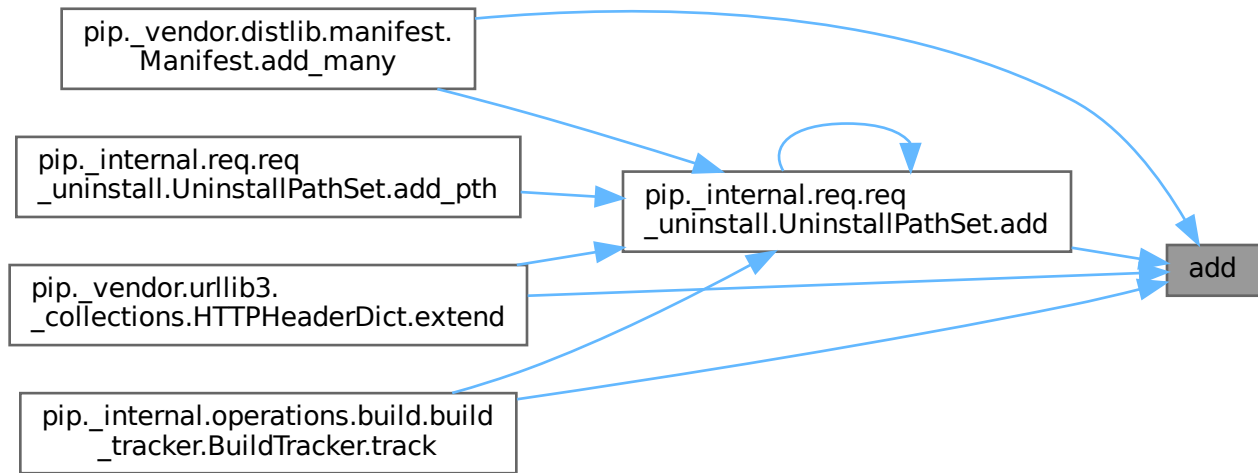 pip._vendor.distlib.manifest.
Manifest.add_many
pip._internal.req.req
_uninstall.UninstallPathSet.add_pth
pip._internal.req.req
_uninstall.UninstallPathSet.add
add
pip._vendor.urllib3.
_collections.HTTPHeaderDict.extend
pip._internal.operations.build.build
_tracker.BuildTracker.track